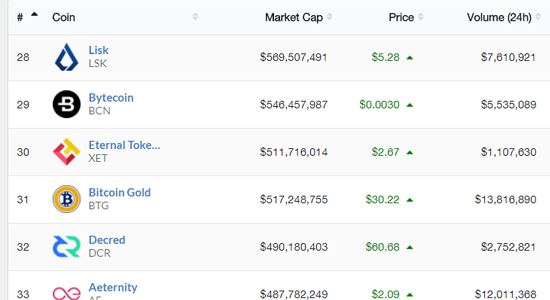 # Coin Market Cap Price Volume (24h)
28 Lisk $569,507,491 $5.28 $7,610,921
LSK
29 Bytecoin $546,457,987 $0.0030 $5,535,089
BCN
30 Eternal Toke... $511,716,014 $2.67 $1,107,630
XET
31 Bitcoin Gold $517,248,755 $30.22 $13,816,890
BTG
32 Decred $490,180,403 $60.68 $2,752,821
DCR
33 Aeternity $487,782,249 $2.09 $12,011,368